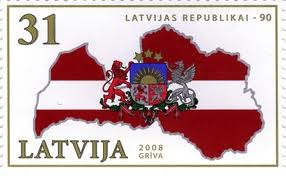 31
LATVIJAS REPUBLIKAI - 90
LATVIJA
2008
GRĪVA